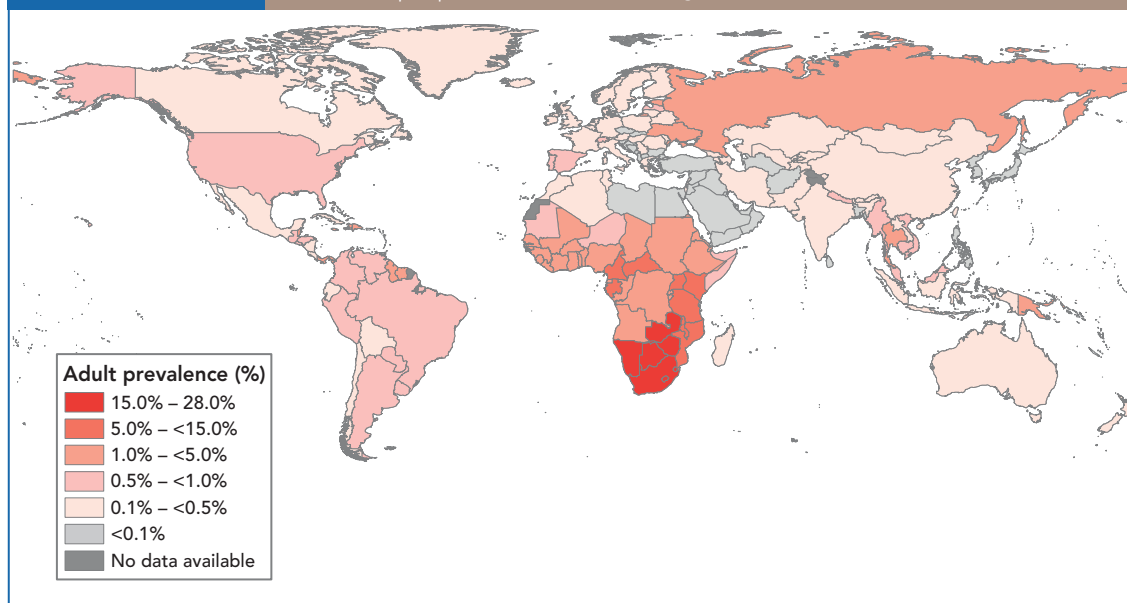 Adult prevalence (%)
15.0% – 28.0%
5.0% – <15.0%
1.0% – <5.0%
0.5% – <1.0%
0.1% – <0.5%
<0.1%
No data available